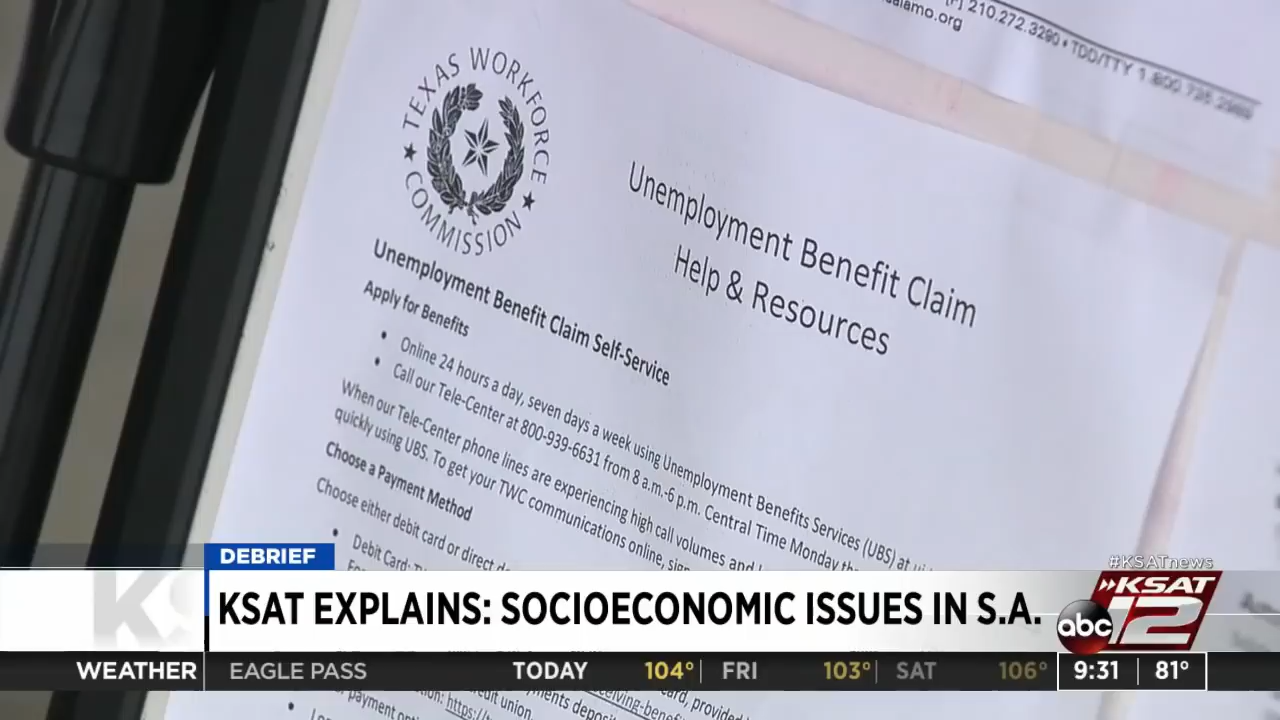 [F] 210.272.3290 • TDD/TTY 1.800.735.2989
TEXAS WORKFORCE
★ ★
COMMISSION
Unemployment Benefit Claim
Help & Resources
Unemployment Benefit Claim Self-Service
Apply for Benefits
• Online 24 hours a day, seven days a week using Unemployment Benefits Services (UBS) at
• Call our Tele-Center at 800-939-6631 from 8 a.m.-6 p.m. Central Time Monday
When our Tele-Center phone lines are experiencing high call volumes and
quickly using UBS. To get your TWC communications online,
Choose a Payment Method
Choose either debit card or direct
• Debit Card:
DEBRIEF
#KSATnews
KSAT EXPLAINS: SOCIOECONOMIC ISSUES IN S.A.
abc
KSAT
12
WEATHER EAGLE PASS TODAY 104° FRI 103° SAT 106° 9:31 81°
card, provided
credit union.
payment